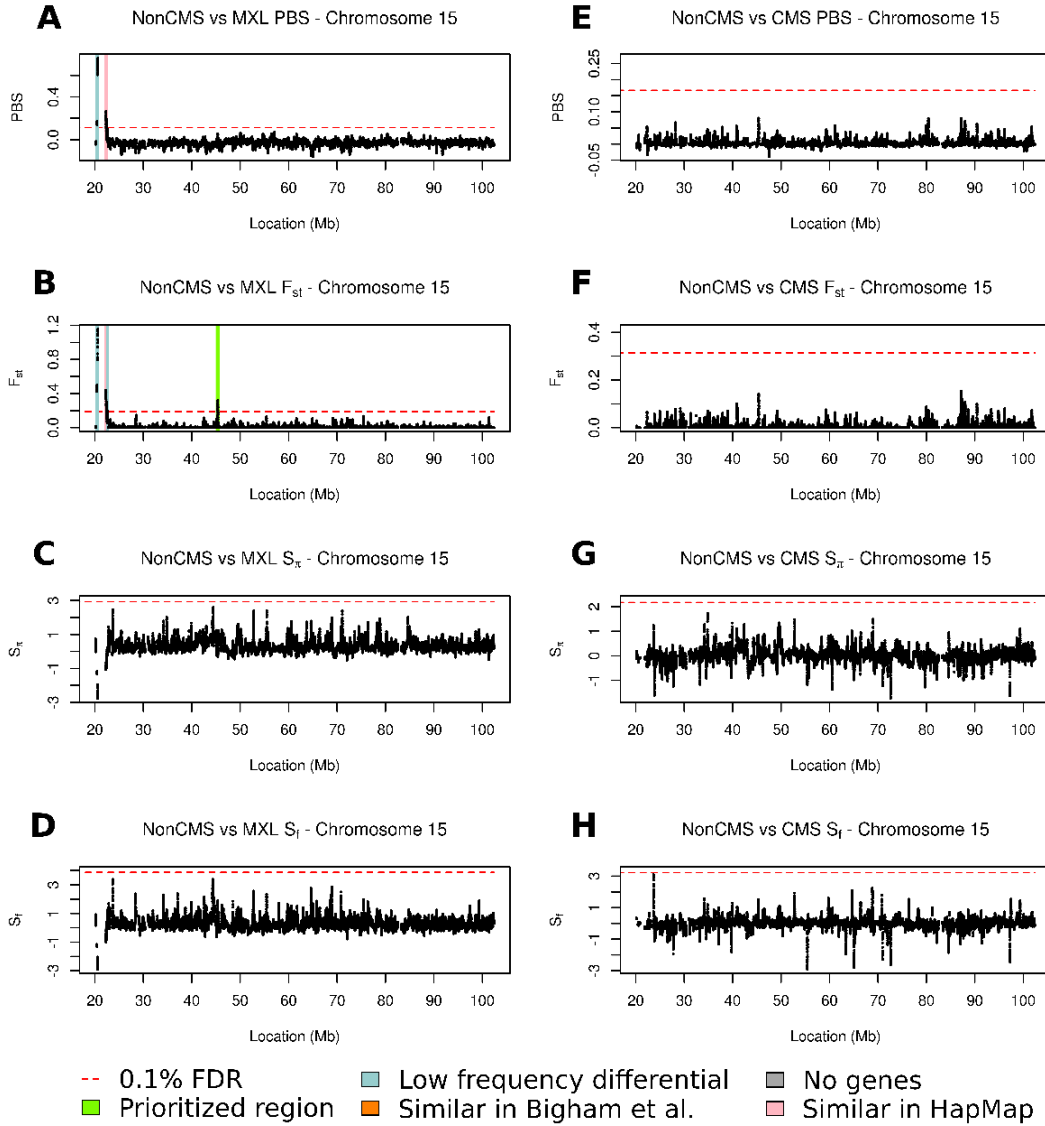 A
NonCMS vs MXL PBS - Chromosome 15
PBS
0.0 0.4
20 30 40 50 60 70 80 90 100
Location (Mb)
E
NonCMS vs CMS PBS - Chromosome 15
PBS
-0.05 0.10 0.25
20 30 40 50 60 70 80 90 100
Location (Mb)
B
NonCMS vs MXL Fst - Chromosome 15
Fst
0.0 0.4 0.8 1.2
20 30 40 50 60 70 80 90 100
Location (Mb)
F
NonCMS vs CMS Fst - Chromosome 15
Fst
0.0 0.2 0.4
20 30 40 50 60 70 80 90 100
Location (Mb)
C
NonCMS vs MXL Sπ - Chromosome 15
Sπ
-3 -1 1 3
20 30 40 50 60 70 80 90 100
Location (Mb)
G
NonCMS vs CMS Sπ - Chromosome 15
Sπ
-1 0 1 2
20 30 40 50 60 70 80 90 100
Location (Mb)
D
NonCMS vs MXL Sf - Chromosome 15
Sf
-3 -1 1 3
20 30 40 50 60 70 80 90 100
Location (Mb)
H
NonCMS vs CMS Sf - Chromosome 15
Sf
-3 -1 1 3
20 30 40 50 60 70 80 90 100
Location (Mb)
0.1% FDR
Low frequency differential
No genes
Prioritized region
Similar in Bigham et al.
Similar in HapMap